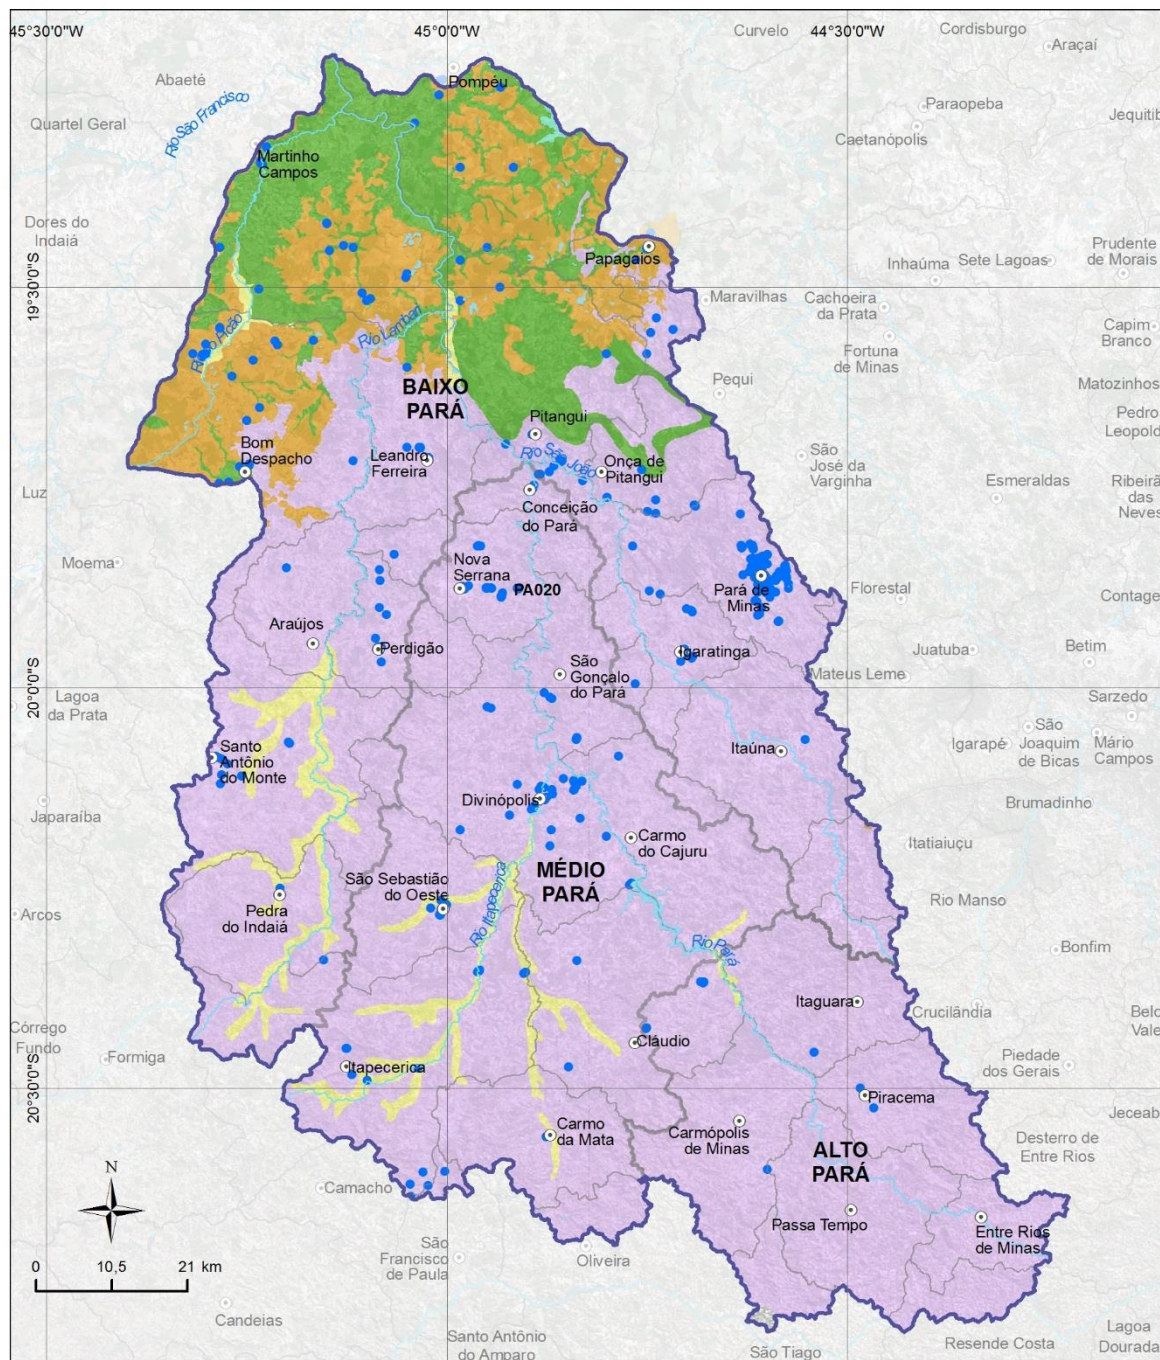 45°30'0"W
45°0'0"W
44°30'0"W
Curvelo
Cordisburgo
Araçaí
Abaeté
Pompéu
Rio São Francisco
Paraopeba
Quartel Geral
Caetanópolis
Jequitib
Martinho
Campos
Dores do
Indaiá
Papagaios
Inhaúma
Sete Lagoas
Prudente
de Morais
19°30'0"S
Maravilhas
Cachoeira
da Prata
Capim
Branco
Rio Lambari
Rio Picão
Fortuna
de Minas
BAIXO
PARÁ
Pequi
Matozinhos
Pitangui
Pedro
Leopold
Bom
Despacho
Leandro
Ferreira
Rio São João
Onça de
Pitangui
São
José da
Varginha
Esmeraldas
Ribeirã
das
Neves
Luz
Conceição
do Pará
Moema
Nova
Serrana
PA020
Pará de
Minas
Florestal
Contage
Araújos
Perdigão
Igaratinga
Juatuba
Betim
20°0'0"S
Lagoa
da Prata
São
Gonçalo
do Pará
Mateus Leme
Sarzedo
Santo
Antônio
do Monte
Itaúna
Igarapé
São
Joaquim
de Bicas
Mário
Campos
Japaraíba
Divinópolis
Brumadinho
Carmo
do Cajuru
Itatiaiuçu
MÉDIO
PARÁ
São Sebastião
do Oeste
Rio Itapecerica
Rio Manso
Arcos
Pedra
do Indaiá
Rio Pará
Bonfim
Itaguara
Crucilândia
Belo
Vale
Córrego
Fundo
Formiga
Cláudio
Piedade
dos Gerais
20°30'0"S
Itapecerica
Piracema
Jeceab
Carmo
da Mata
Carmópolis
de Minas
ALTO
PARÁ
Desterro de
Entre Rios
N
Camacho
Passa Tempo
Entre Rios
de Minas
São
Francisco
de Paula
Oliveira
0 10,5 21 km
Candeias
Santo Antônio
do Amparo
São Tiago
Resende Costa
Lagoa
Dourada